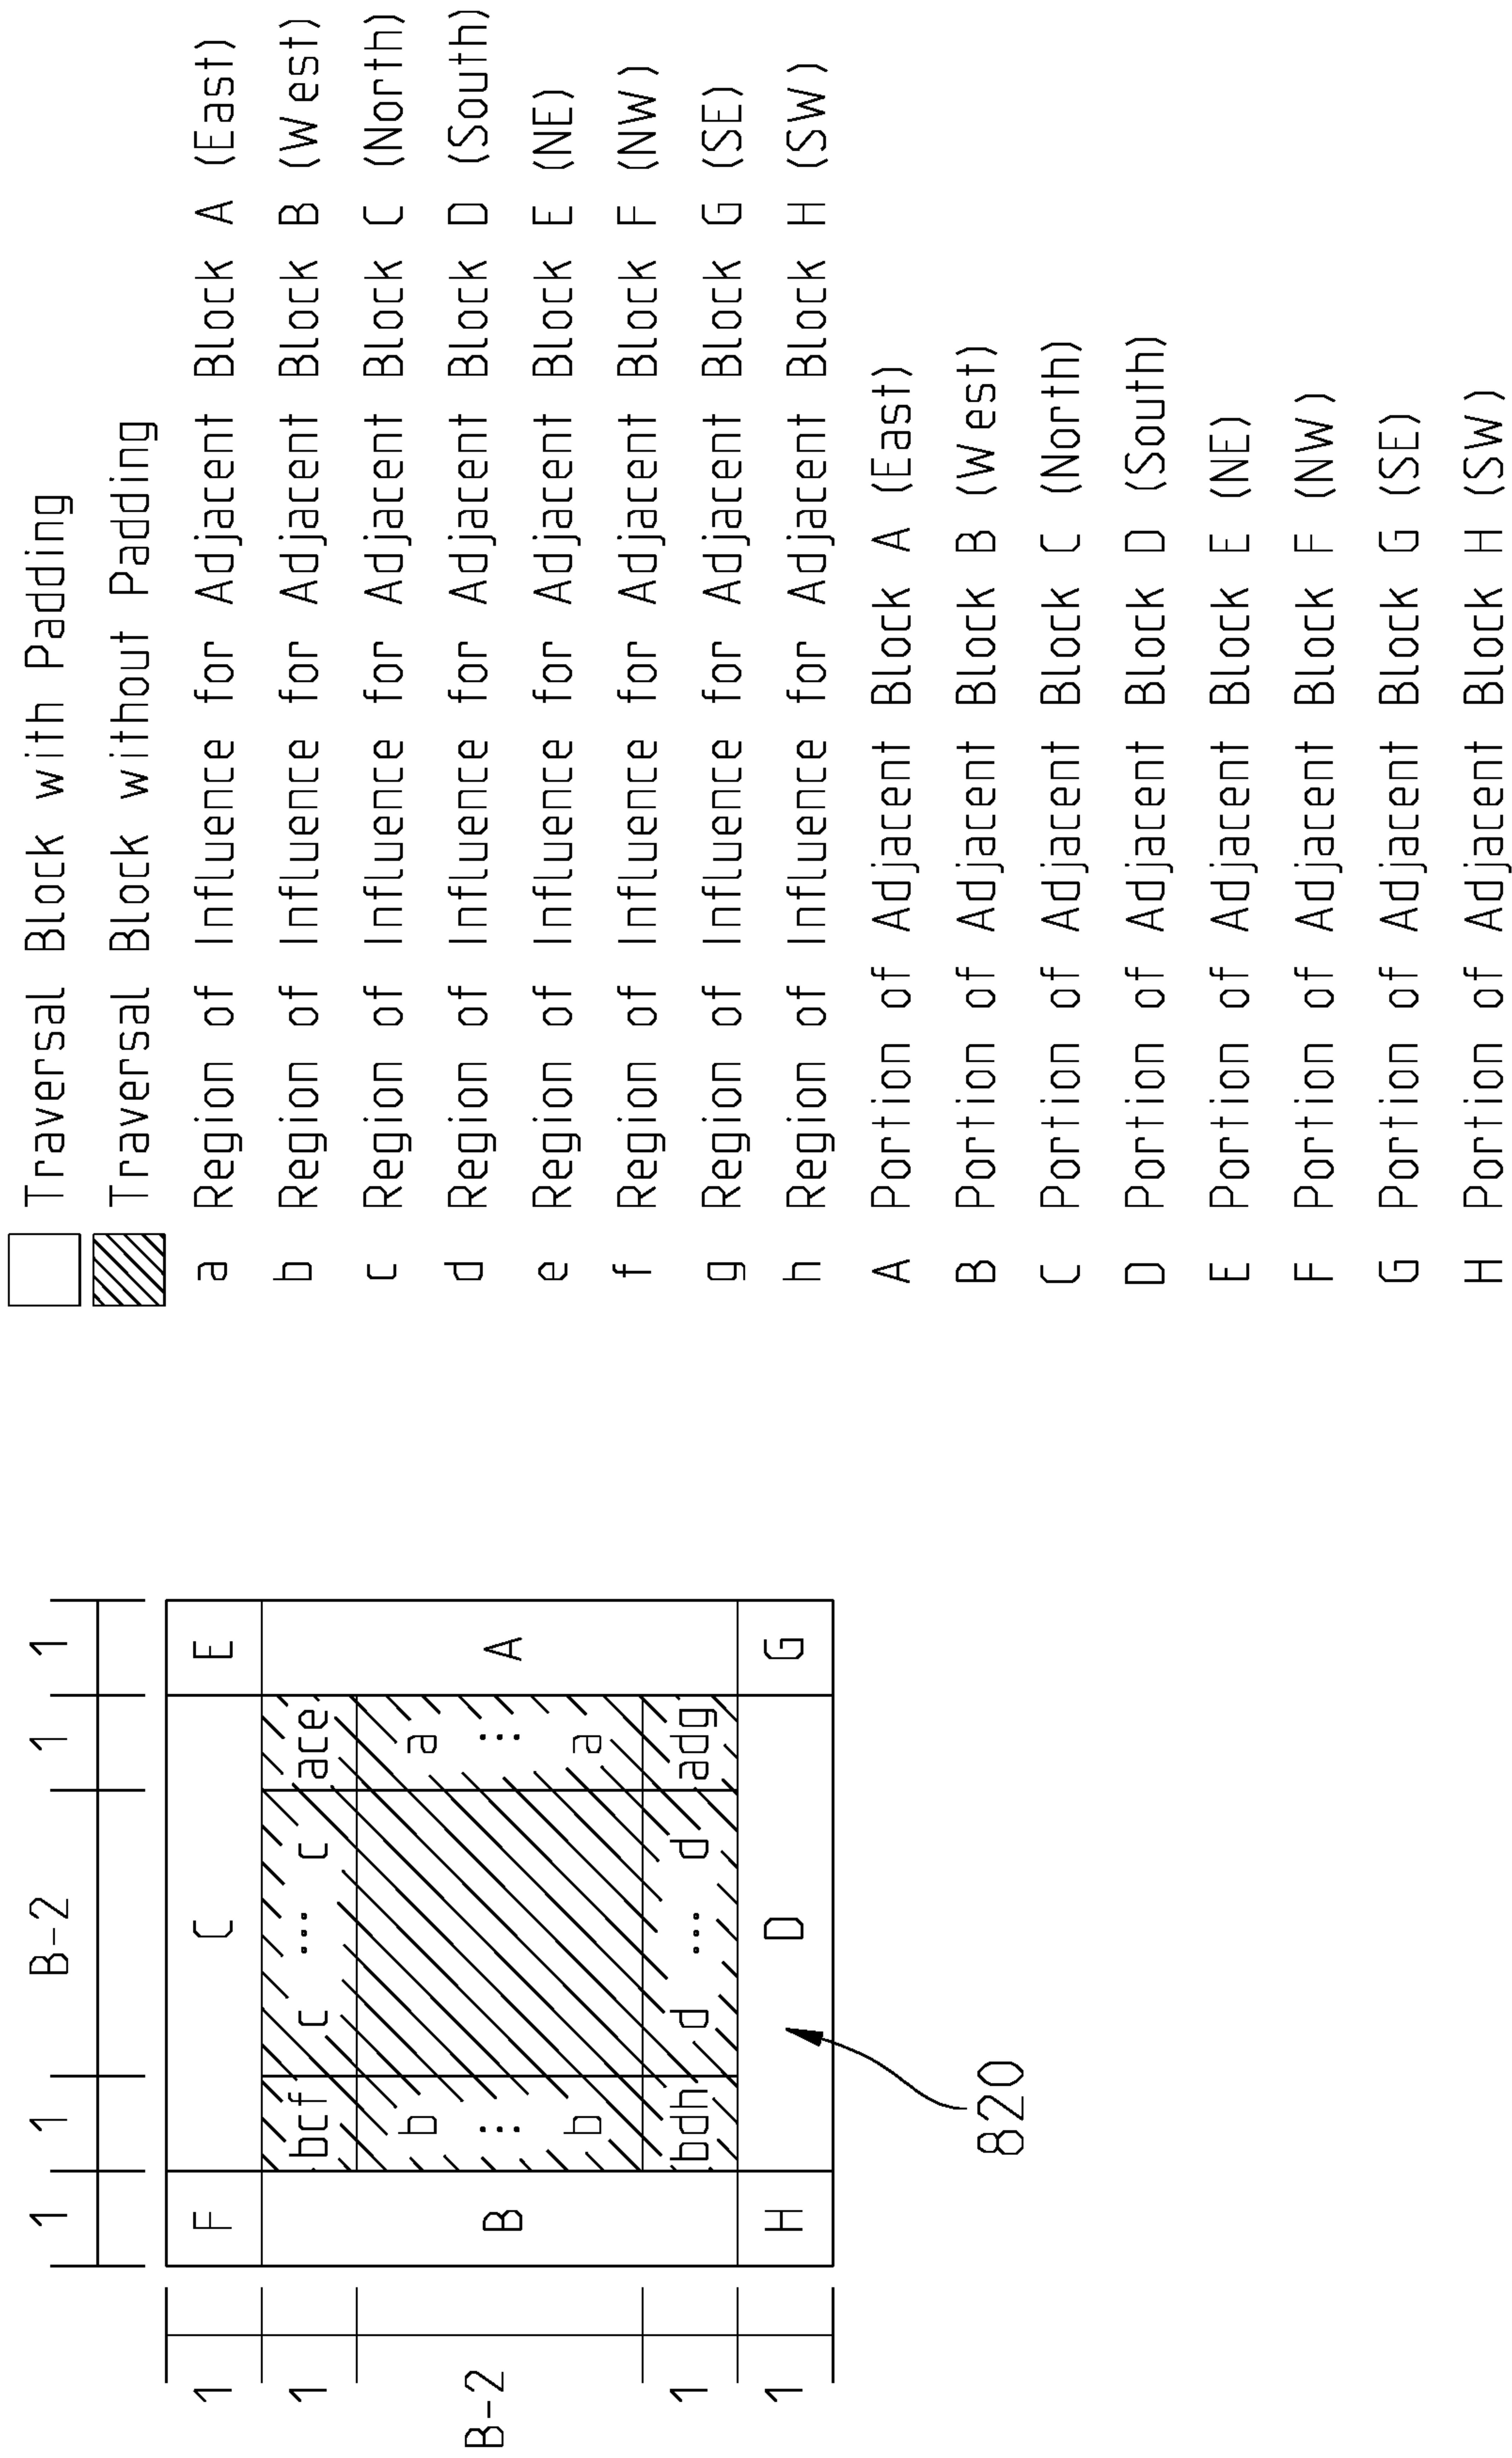 1 1 B-2 1 1
1 F C E
1 bcf c ... c ace
B-2 B b ⋮ b a ⋮ a A
1 bdh d ... d adg
1 H D G
820
Traversal Block with Padding
Traversal Block without Padding
a Region of Influence for Adjacent Block A (East)
b Region of Influence for Adjacent Block B (West)
c Region of Influence for Adjacent Block C (North)
d Region of Influence for Adjacent Block D (South)
e Region of Influence for Adjacent Block E (NE)
f Region of Influence for Adjacent Block F (NW)
g Region of Influence for Adjacent Block G (SE)
h Region of Influence for Adjacent Block H (SW)
A Portion of Adjacent Block A (East)
B Portion of Adjacent Block B (West)
C Portion of Adjacent Block C (North)
D Portion of Adjacent Block D (South)
E Portion of Adjacent Block E (NE)
F Portion of Adjacent Block F (NW)
G Portion of Adjacent Block G (SE)
H Portion of Adjacent Block H (SW)